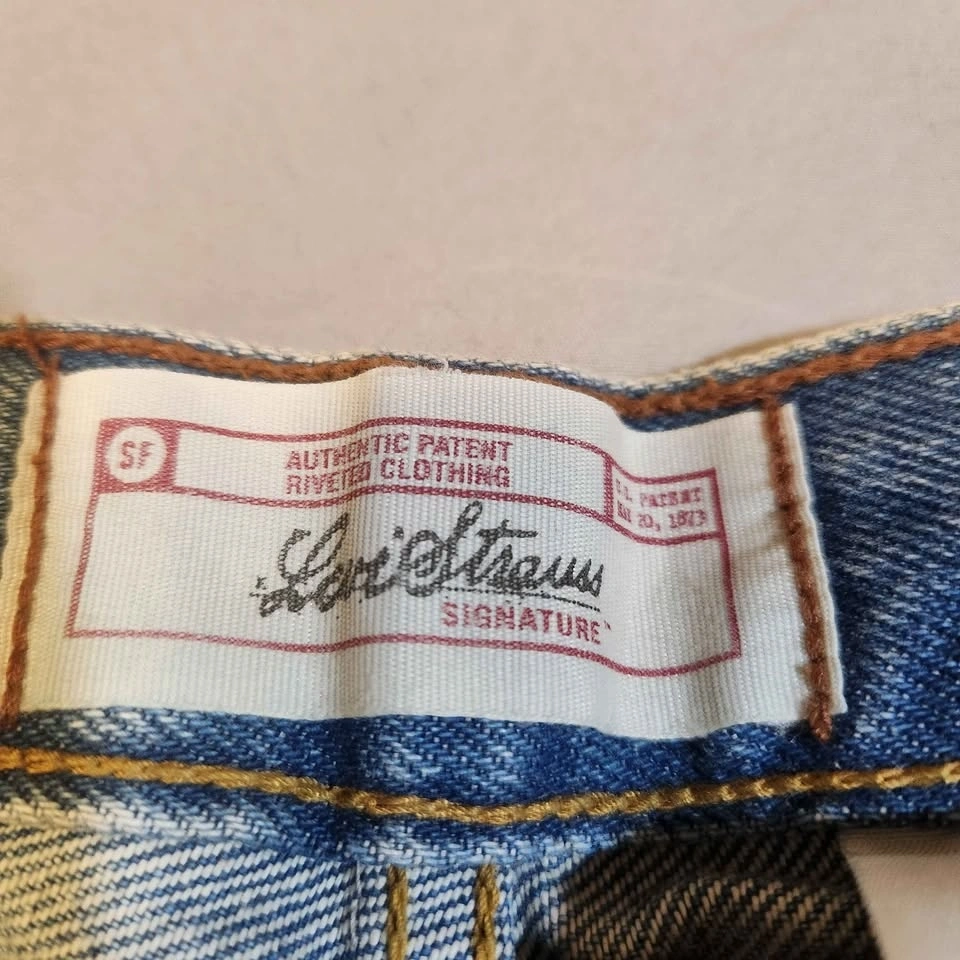 SF
AUTHENTIC PATENT
RIVETED CLOTHING
U.S. PATENT
MAY 20, 1873
Levi Strauss
SIGNATURE™